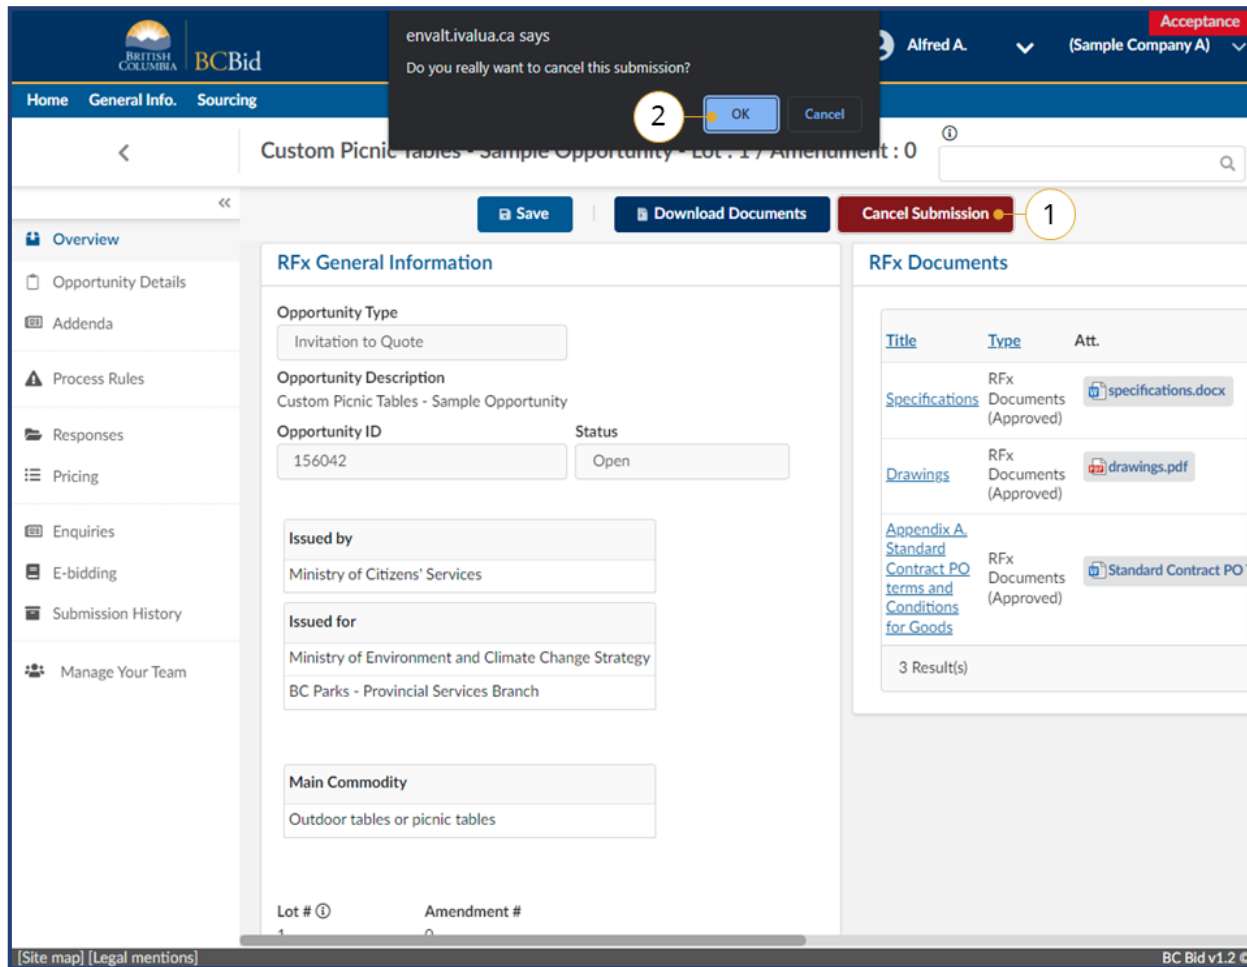 Acceptance
envalt.ivalua.ca says
Alfred A.
(Sample Company A)
BRITISH
COLUMBIA
BCBid
Do you really want to cancel this submission?
Home General Info. Sourcing
2
OK
Cancel
Custom Picnic Tables - Sample Opportunity - Lot : 1 / Amendment : 0
Save
Download Documents
Cancel Submission
1
Overview
Opportunity Details
Addenda
Process Rules
Responses
Pricing
Enquiries
E-bidding
Submission History
Manage Your Team
RFx General Information
Opportunity Type
Invitation to Quote
Opportunity Description
Custom Picnic Tables - Sample Opportunity
Opportunity ID Status
156042 Open
Issued by
Ministry of Citizens' Services
Issued for
Ministry of Environment and Climate Change Strategy
BC Parks - Provincial Services Branch
Main Commodity
Outdoor tables or picnic tables
Lot # Amendment #
1 0
RFx Documents
Title Type Att.
Specifications
RFx
Documents
(Approved)
specifications.docx
Drawings
RFx
Documents
(Approved)
drawings.pdf
Appendix A.
Standard
Contract PO
terms and
Conditions
for Goods
RFx
Documents
(Approved)
Standard Contract PO
3 Result(s)
[Site map] [Legal mentions]
BC Bid v1.2 ©